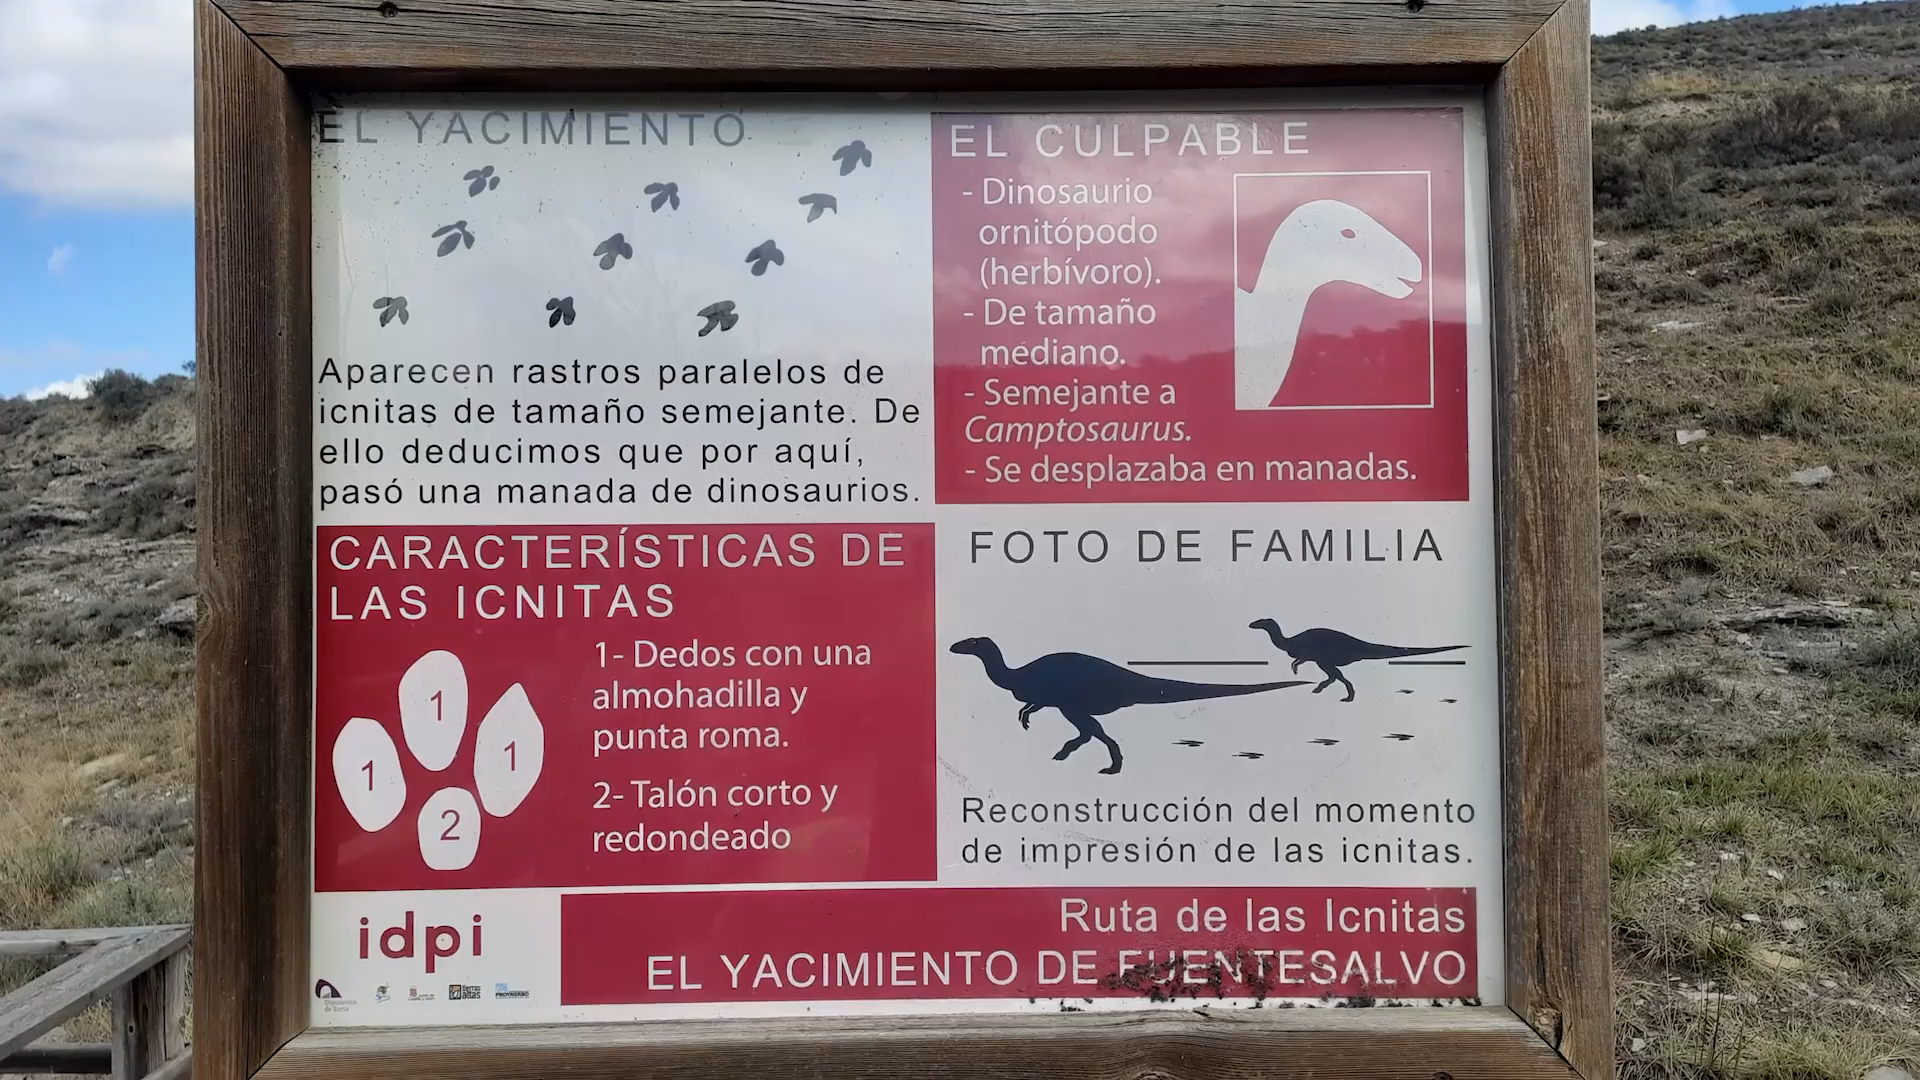 EL YACIMIENTO
Aparecen rastros paralelos de
icnitas de tamaño semejante. De
ello deducimos que por aquí,
pasó una manada de dinosaurios.
EL CULPABLE
- Dinosaurio
ornitópodo
(herbívoro).
- De tamaño
mediano.
- Semejante a
Camptosaurus.
- Se desplazaba en manadas.
CARACTERÍSTICAS DE
LAS ICNITAS
1
1
1
2
1- Dedos con una
almohadilla y
punta roma.
2- Talón corto y
redondeado
FOTO DE FAMILIA
Reconstrucción del momento
de impresión de las icnitas.
idpi
Ruta de las Icnitas
EL YACIMIENTO DE FUENTESALVO
tierras
altas
PROYNERSO